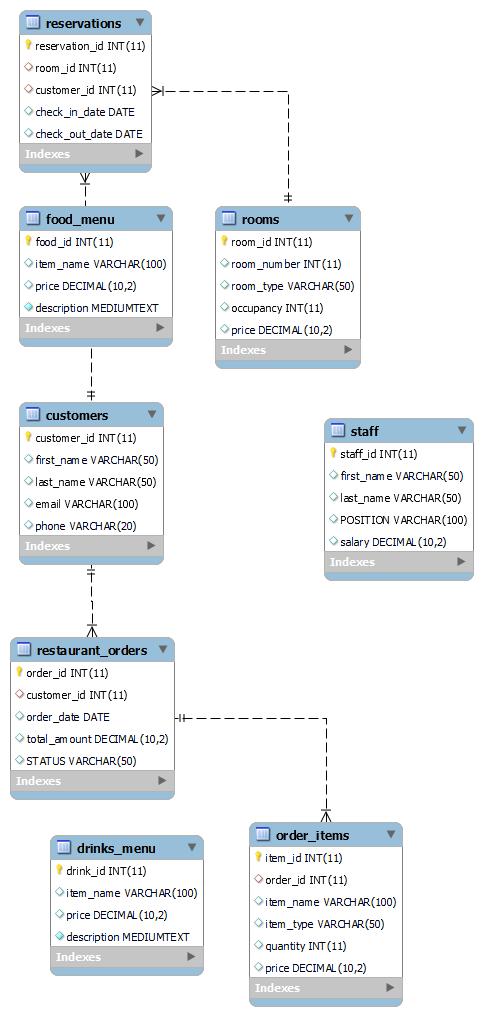 reservations
reservation_id INT(11)
room_id INT(11)
customer_id INT(11)
check_in_date DATE
check_out_date DATE
Indexes
food_menu
food_id INT(11)
item_name VARCHAR(100)
price DECIMAL(10,2)
description MEDIUMTEXT
Indexes
rooms
room_id INT(11)
room_number INT(11)
room_type VARCHAR(50)
occupancy INT(11)
price DECIMAL(10,2)
Indexes
customers
customer_id INT(11)
first_name VARCHAR(50)
last_name VARCHAR(50)
email VARCHAR(100)
phone VARCHAR(20)
Indexes
staff
staff_id INT(11)
first_name VARCHAR(50)
last_name VARCHAR(50)
POSITION VARCHAR(100)
salary DECIMAL(10,2)
Indexes
restaurant_orders
order_id INT(11)
customer_id INT(11)
order_date DATE
total_amount DECIMAL(10,2)
STATUS VARCHAR(50)
Indexes
drinks_menu
drink_id INT(11)
item_name VARCHAR(100)
price DECIMAL(10,2)
description MEDIUMTEXT
Indexes
order_items
item_id INT(11)
order_id INT(11)
item_name VARCHAR(100)
item_type VARCHAR(50)
quantity INT(11)
price DECIMAL(10,2)
Indexes